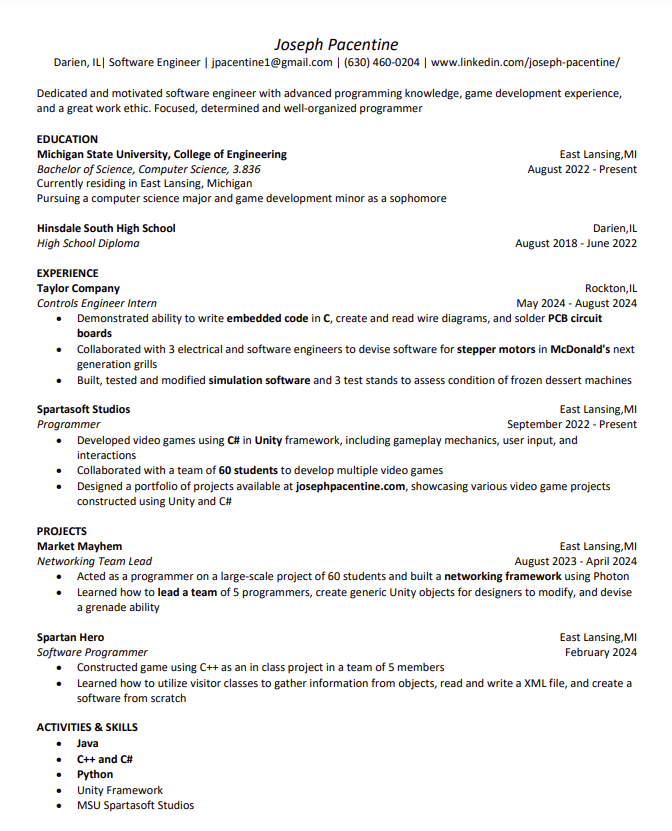 Joseph Pacentine
Darien, IL| Software Engineer | jpacentine1@gmail.com | (630) 460-0204 | www.linkedin.com/joseph-pacentine/
Dedicated and motivated software engineer with advanced programming knowledge, game development experience,
and a great work ethic. Focused, determined and well-organized programmer
EDUCATION
Michigan State University, College of Engineering East Lansing,MI
Bachelor of Science, Computer Science, 3.836 August 2022 - Present
Currently residing in East Lansing, Michigan
Pursuing a computer science major and game development minor as a sophomore
Hinsdale South High School Darien,IL
High School Diploma August 2018 - June 2022
EXPERIENCE
Taylor Company Rockton,IL
Controls Engineer Intern May 2024 - August 2024
• Demonstrated ability to write embedded code in C, create and read wire diagrams, and solder PCB circuit
boards
• Collaborated with 3 electrical and software engineers to devise software for stepper motors in McDonald's next
generation grills
• Built, tested and modified simulation software and 3 test stands to assess condition of frozen dessert machines
Spartasoft Studios East Lansing,MI
Programmer September 2022 - Present
• Developed video games using C# in Unity framework, including gameplay mechanics, user input, and
interactions
• Collaborated with a team of 60 students to develop multiple video games
• Designed a portfolio of projects available at josephpacentine.com, showcasing various video game projects
constructed using Unity and C#
PROJECTS
Market Mayhem East Lansing,MI
Networking Team Lead August 2023 - April 2024
• Acted as a programmer on a large-scale project of 60 students and built a networking framework using Photon
• Learned how to lead a team of 5 programmers, create generic Unity objects for designers to modify, and devise
a grenade ability
Spartan Hero East Lansing,MI
Software Programmer February 2024
• Constructed game using C++ as an in class project in a team of 5 members
• Learned how to utilize visitor classes to gather information from objects, read and write a XML file, and create a
software from scratch
ACTIVITIES & SKILLS
• Java
• C++ and C#
• Python
• Unity Framework
• MSU Spartasoft Studios